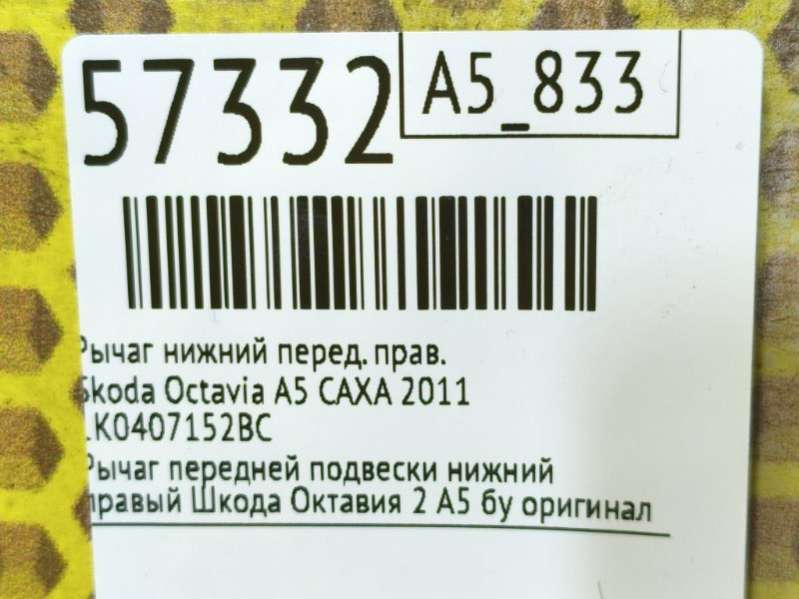 57332
A5_833
Рычаг нижний перед. прав.
Skoda Octavia A5 CAXA 2011
1K0407152BC
Рычаг передней подвески нижний
правый Шкода Октавия 2 А5 бу оригинал